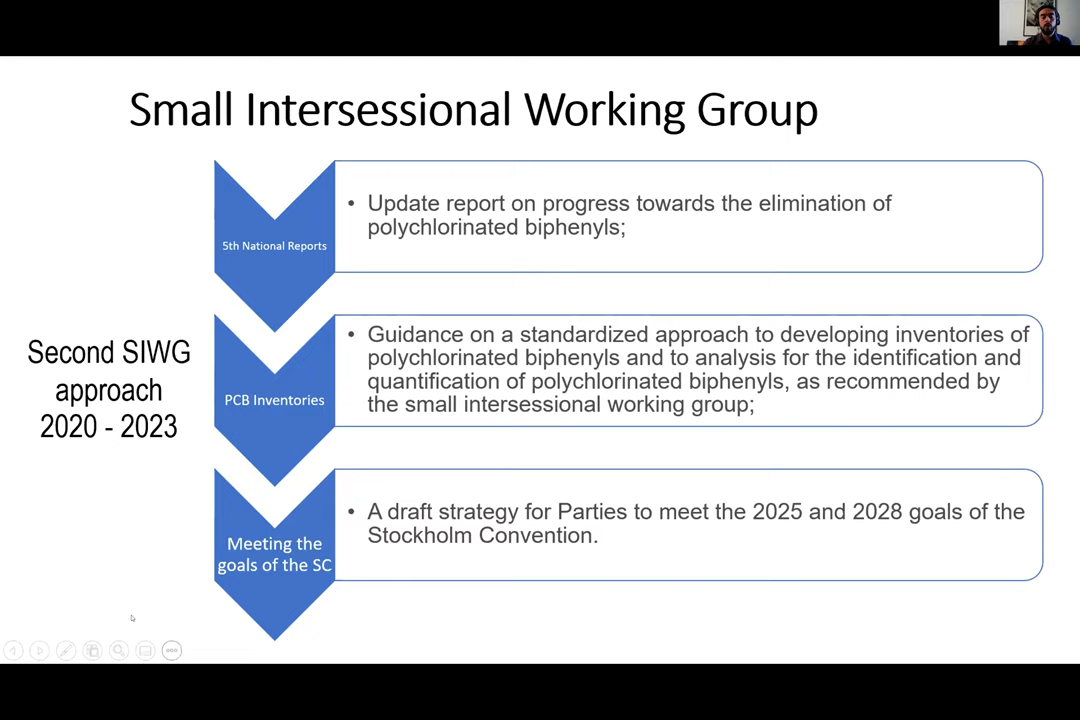 Small Intersessional Working Group
5th National Reports
• Update report on progress towards the elimination of
polychlorinated biphenyls;
Second SIWG
approach
2020 - 2023
PCB Inventories
• Guidance on a standardized approach to developing inventories of
polychlorinated biphenyls and to analysis for the identification and
quantification of polychlorinated biphenyls, as recommended by
the small intersessional working group;
Meeting the
goals of the SC
• A draft strategy for Parties to meet the 2025 and 2028 goals of the
Stockholm Convention.